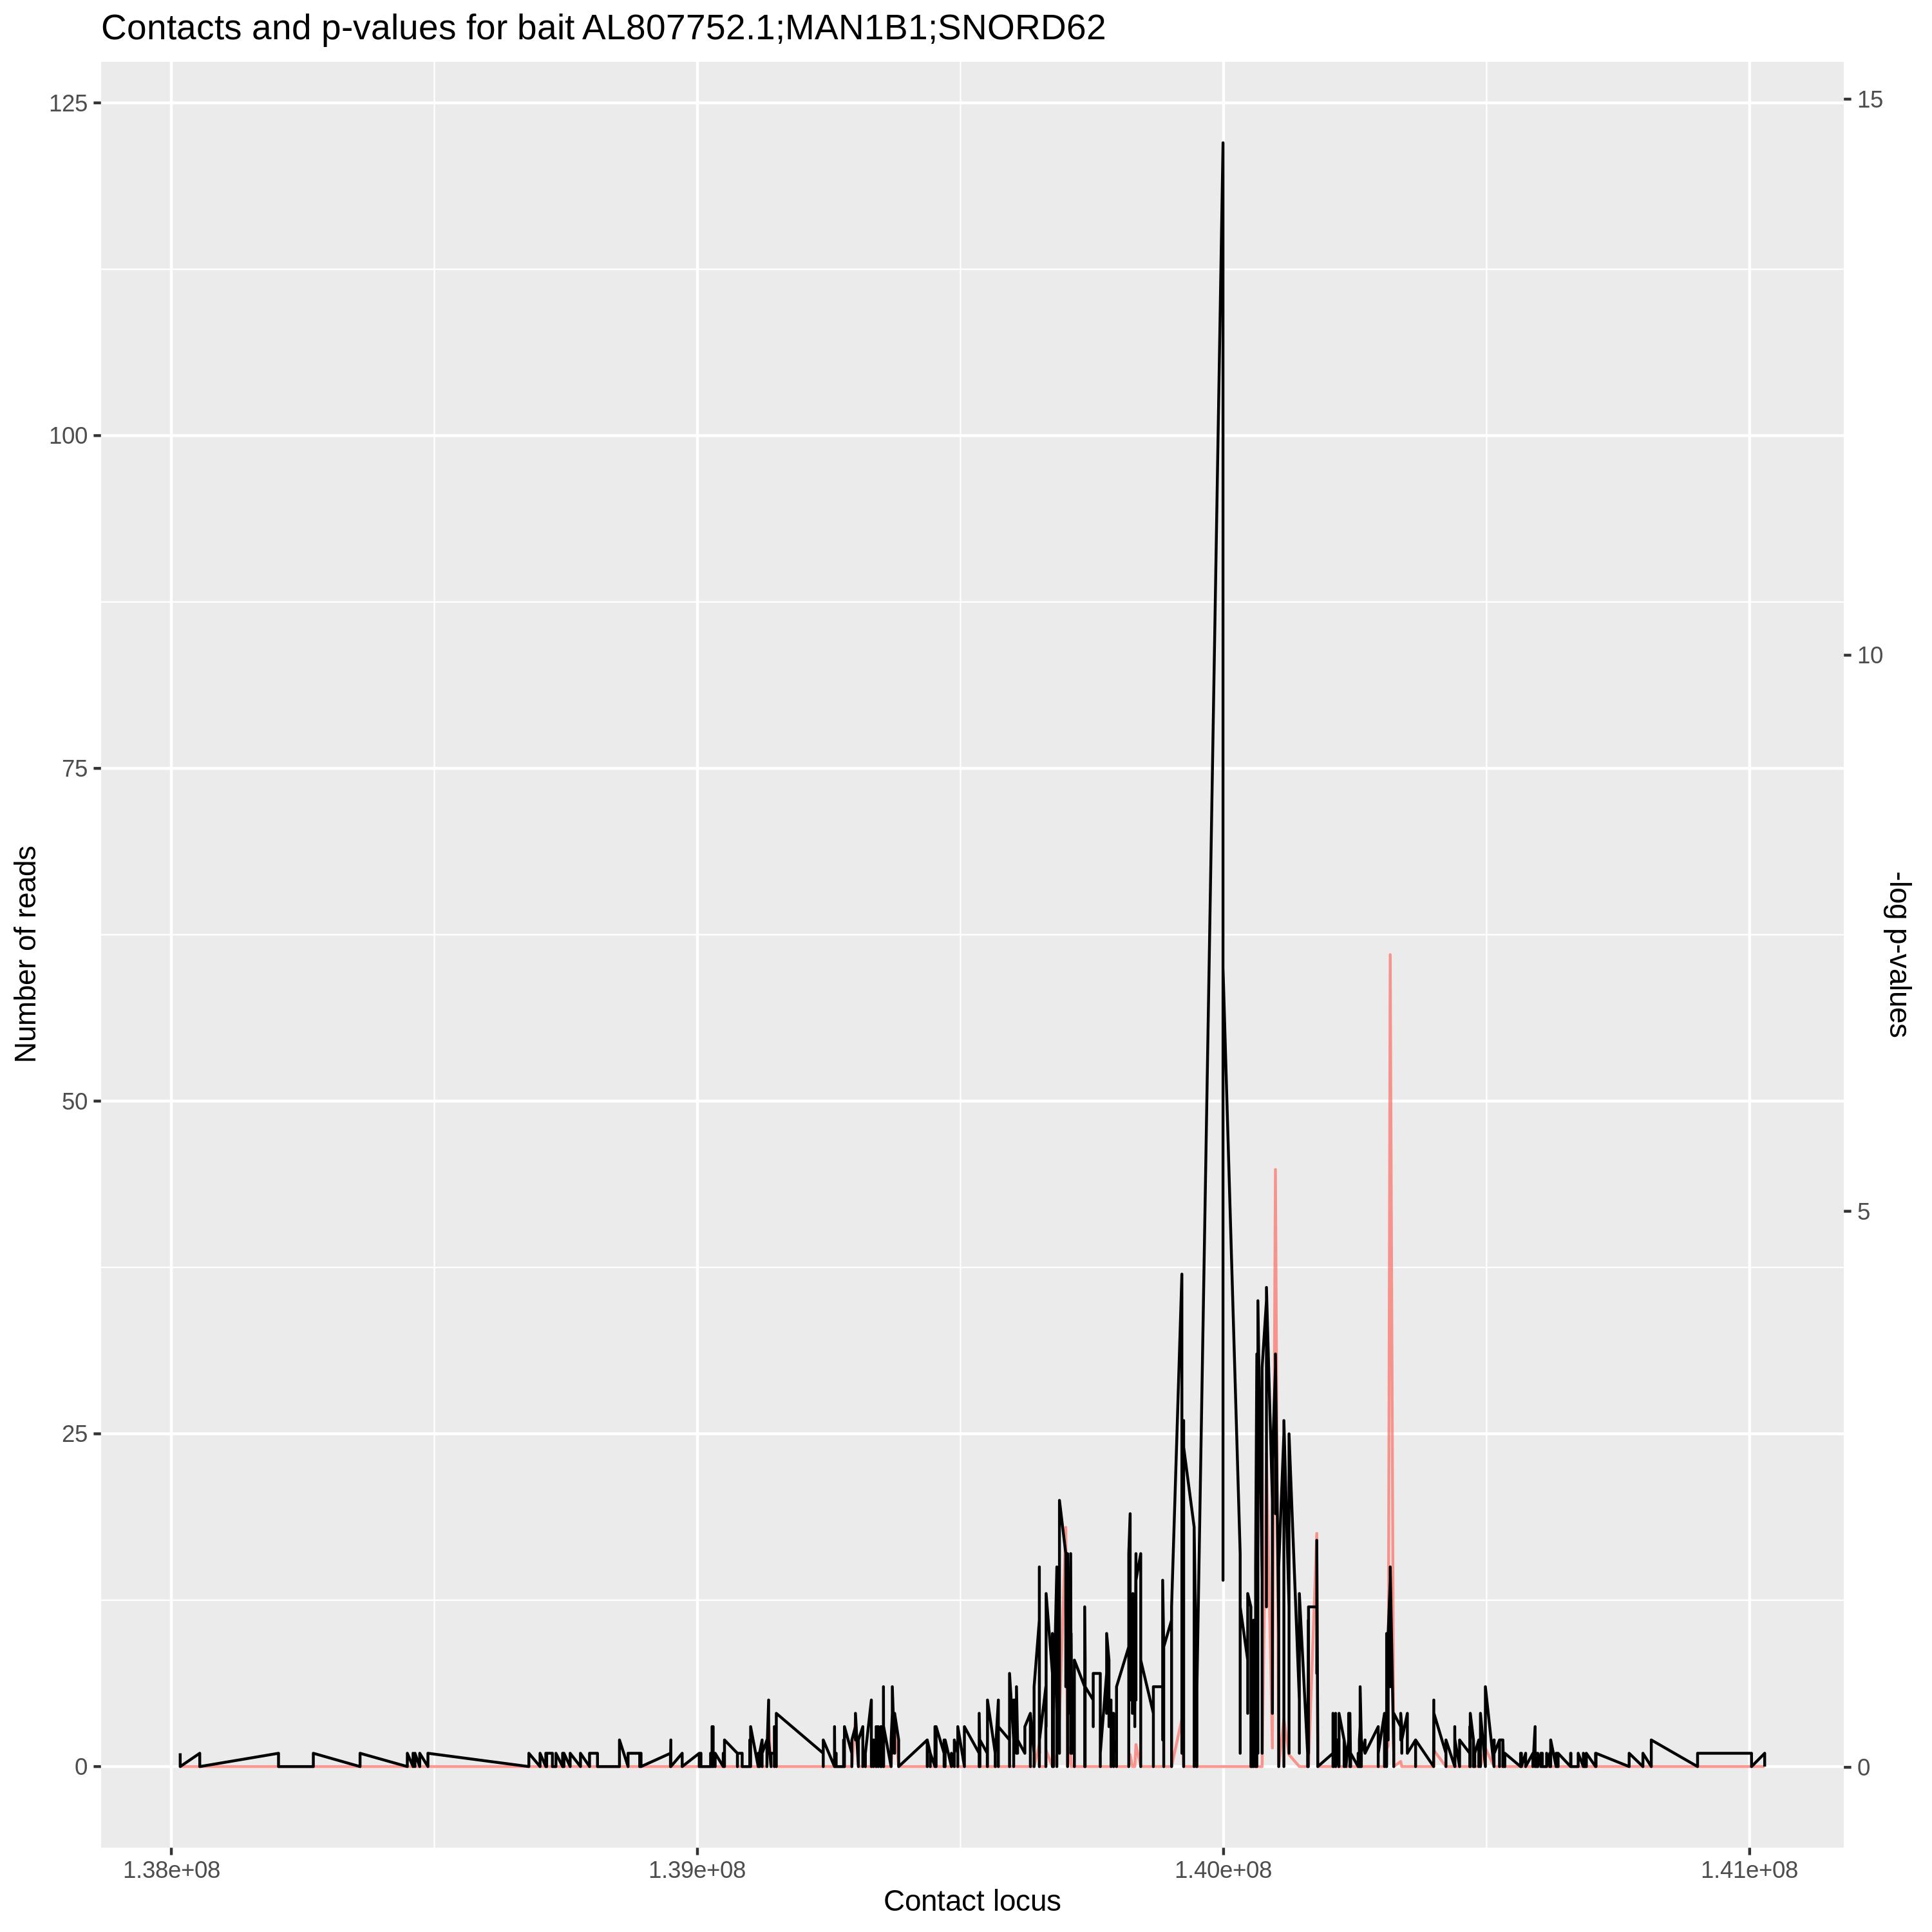 Contacts and p-values for bait AL807752.1;MAN1B1;SNORD62
125
100
75
50
25
0
Number of reads
15
10
5
0
-log p-values
1.38e+08
1.39e+08
1.40e+08
1.41e+08
Contact locus